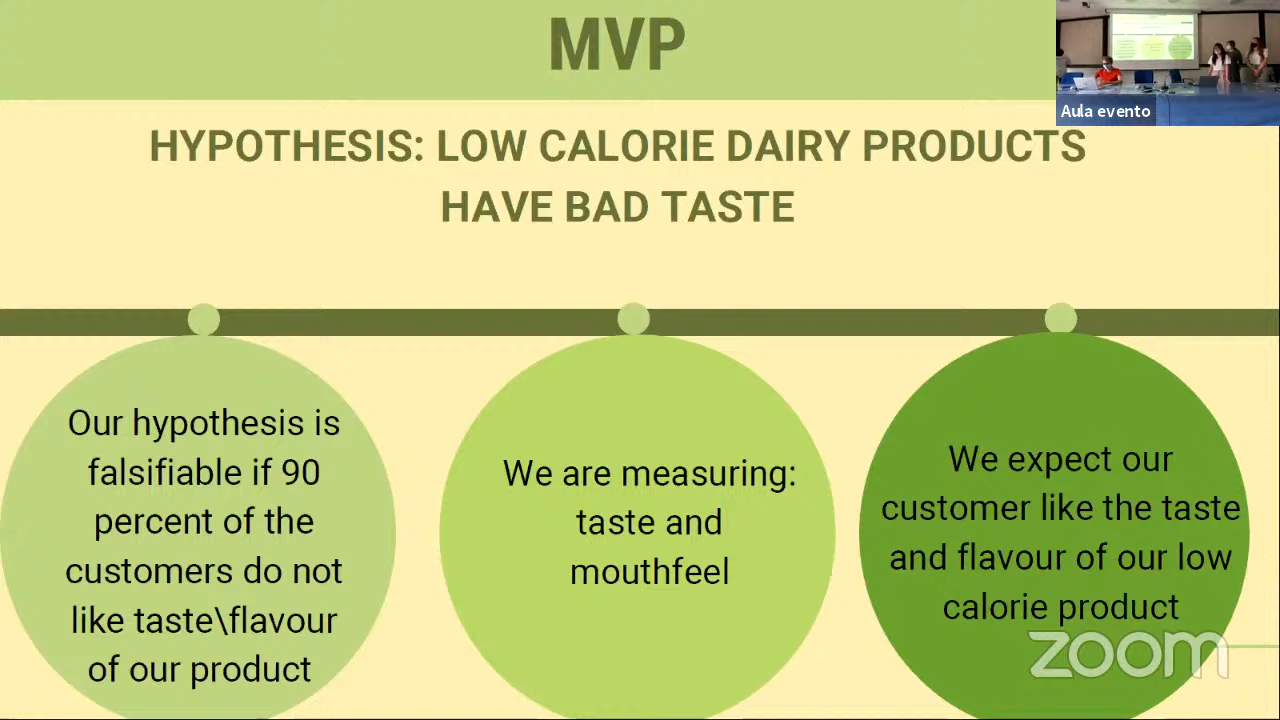 MVP
Aula evento
HYPOTHESIS: LOW CALORIE DAIRY PRODUCTS
HAVE BAD TASTE
Our hypothesis is
falsifiable if 90
percent of the
customers do not
like taste\flavour
of our product
We are measuring:
taste and
mouthfeel
We expect our
customer like the taste
and flavour of our low
calorie product
zoom